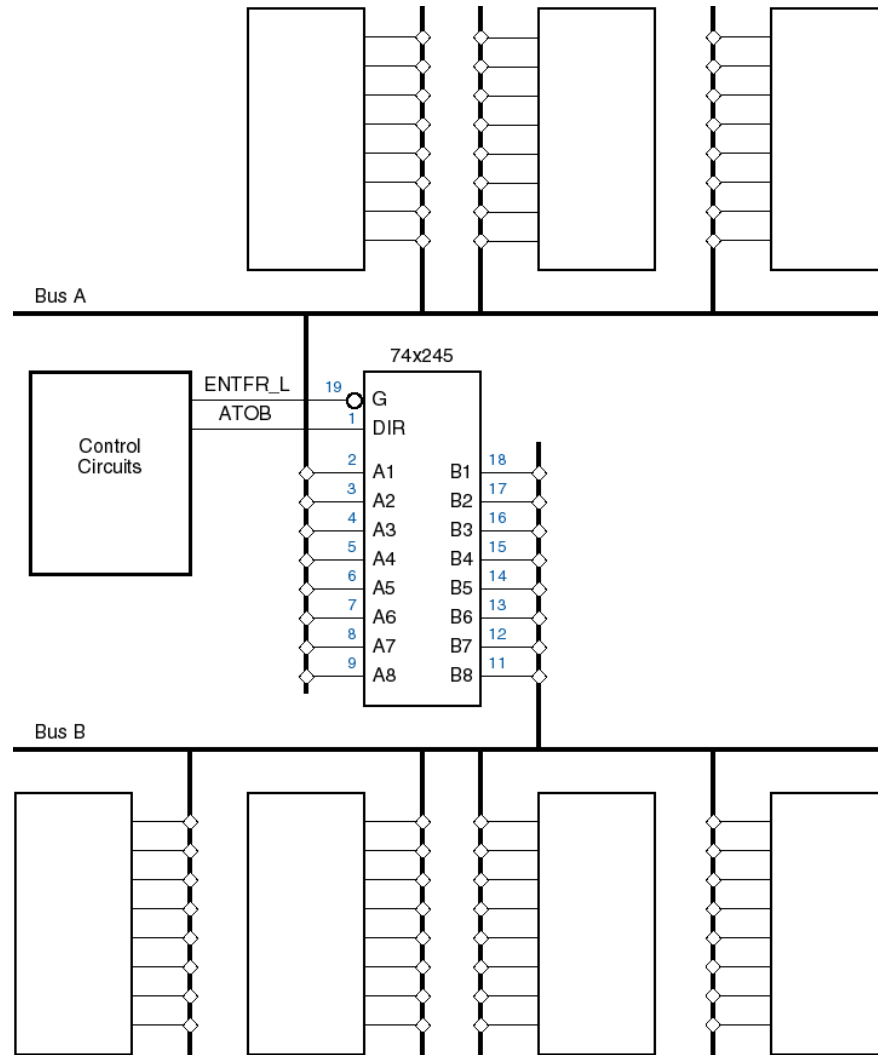 Bus A
74x245
ENTFR_L 19 G
ATOB 1 DIR
Control
Circuits
2 A1 B1 18
3 A2 B2 17
4 A3 B3 16
5 A4 B4 15
6 A5 B5 14
7 A6 B6 13
8 A7 B7 12
9 A8 B8 11
Bus B